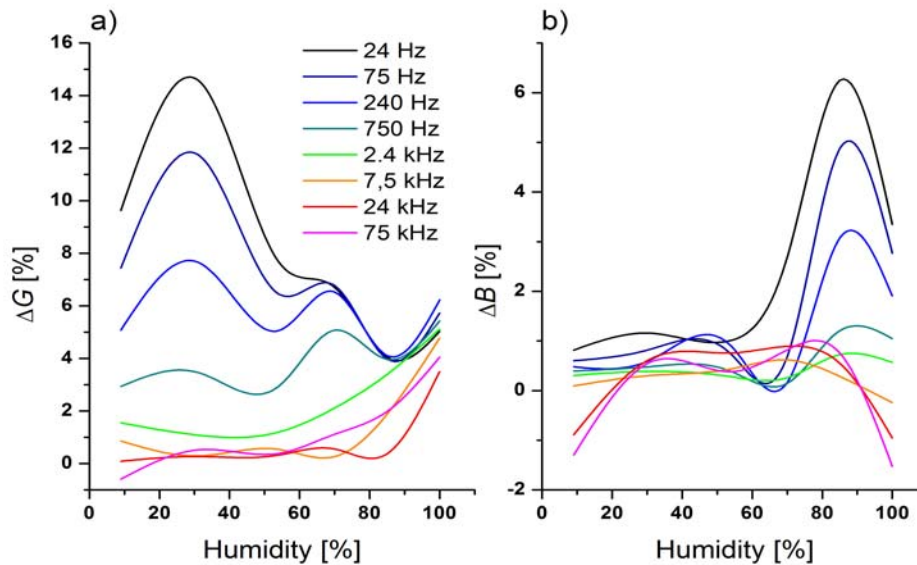 a)
ΔG [%]
16
14
12
10
8
6
4
2
0
24 Hz
75 Hz
240 Hz
750 Hz
2.4 kHz
7,5 kHz
24 kHz
75 kHz
0 20 40 60 80 100
Humidity [%]
b)
ΔB [%]
6
4
2
0
-2
0 20 40 60 80 100
Humidity [%]